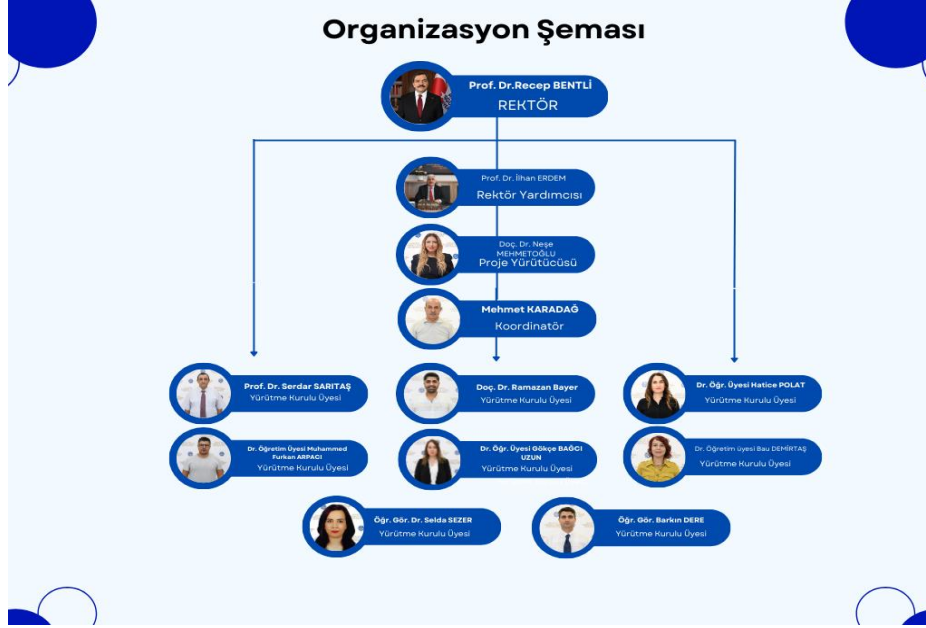 Organizasyon Şeması
Prof. Dr.Recep BENTLİ
REKTÖR
Prof. Dr. İlhan ERDEM
Rektör Yardımcısı
Doç. Dr. Neşe
MEHMETOĞLU
Proje Yürütücüsü
Mehmet KARADAĞ
Koordinatör
Prof. Dr. Serdar SARITAŞ
Yürütme Kurulu Üyesi
Doç. Dr. Ramazan Bayer
Yürütme Kurulu Üyesi
Dr. Öğr. Üyesi Hatice POLAT
Yürütme Kurulu Üyesi
Dr. Öğretim Üyesi Muhammed
Furkan ARPACI
Yürütme Kurulu Üyesi
Dr. Öğr. Üyesi Gökçe BAĞCI
UZUN
Yürütme Kurulu Üyesi
Dr. Öğretim üyesi Bau DEMİRTAŞ
Yürütme Kurulu Üyesi
Öğr. Gör. Dr. Selda SEZER
Yürütme Kurulu Üyesi
Öğr. Gör. Barkın DERE
Yürütme Kurulu Üyesi